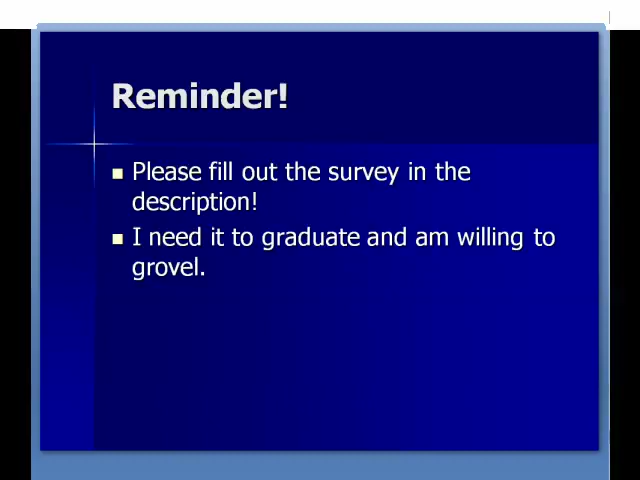 Reminder!
Please fill out the survey in the
description!
I need it to graduate and am willing to
grovel.